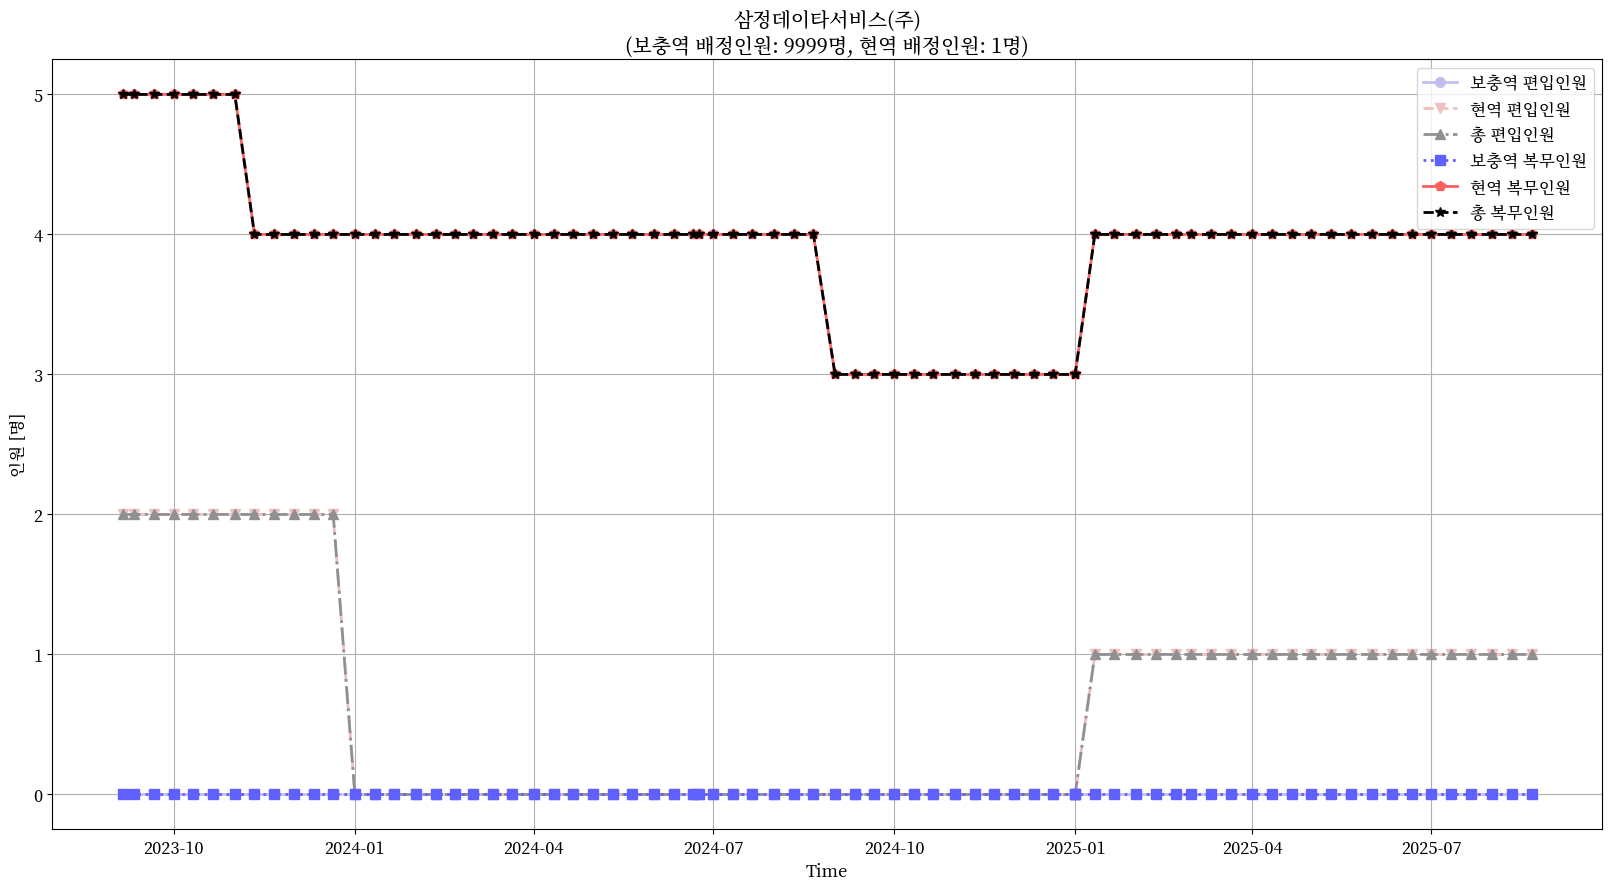 삼정데이타서비스(주)
(보충역 배정인원: 9999명, 현역 배정인원: 1명)
보충역 편입인원
현역 편입인원
총 편입인원
보충역 복무인원
현역 복무인원
총 복무인원
인원 [명]
5
4
3
2
1
0
2023-10
2024-01
2024-04
2024-07
2024-10
2025-01
2025-04
2025-07
Time